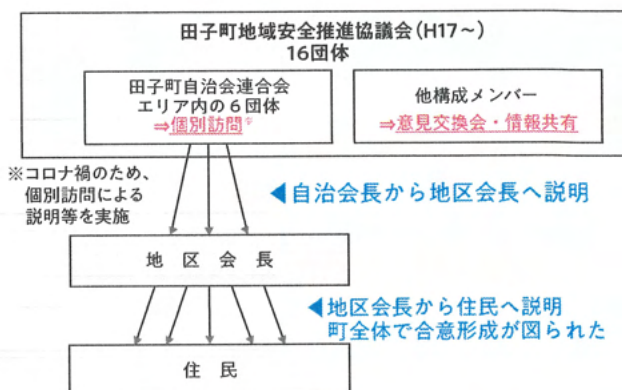 田子町地域安全推進協議会(H17～)
16団体
田子町自治会連合会
エリア内の6団体
⇒個別訪問※
他構成メンバー
⇒意見交換会・情報共有
※コロナ禍のため、
個別訪問による
説明等を実施
◀自治会長から地区会長へ説明
地区会長
◀地区会長から住民へ説明
町全体で合意形成が図られた
住民